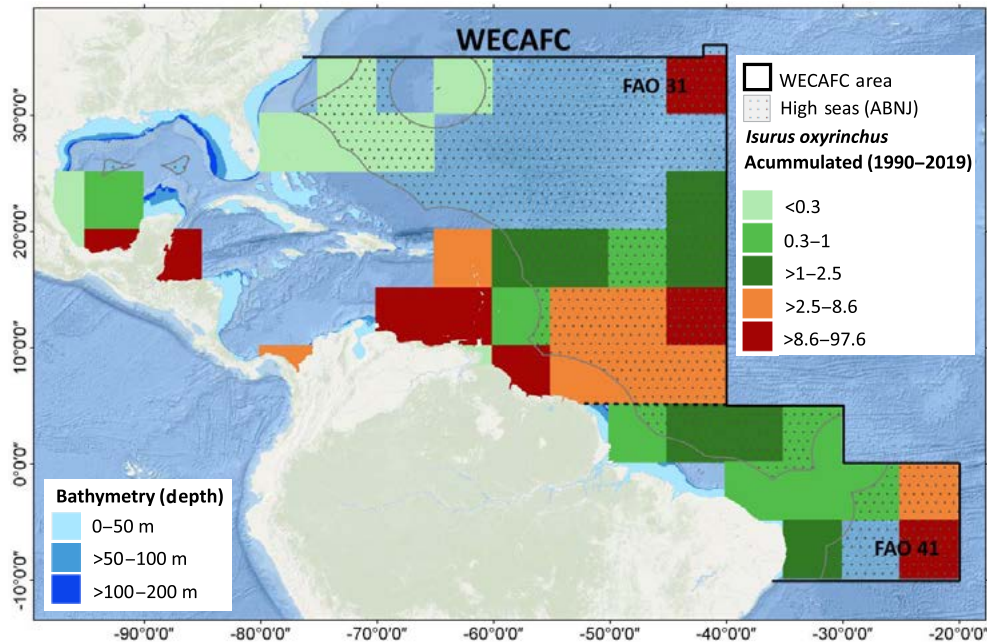 WECAFC
FAO 31
WECAFC area
High seas (ABNJ)
Isurus oxyrinchus
Acummulated (1990–2019)
<0.3
0.3–1
>1–2.5
>2.5–8.6
>8.6–97.6
30°0'0"
20°0'0"
10°0'0"
0°0'0"
-10°0'0"
Bathymetry (depth)
0–50 m
>50–100 m
>100–200 m
FAO 41
-90°0'0" -80°0'0" -70°0'0" -60°0'0" -50°0'0" -40°0'0" -30°0'0" -20°0'0"